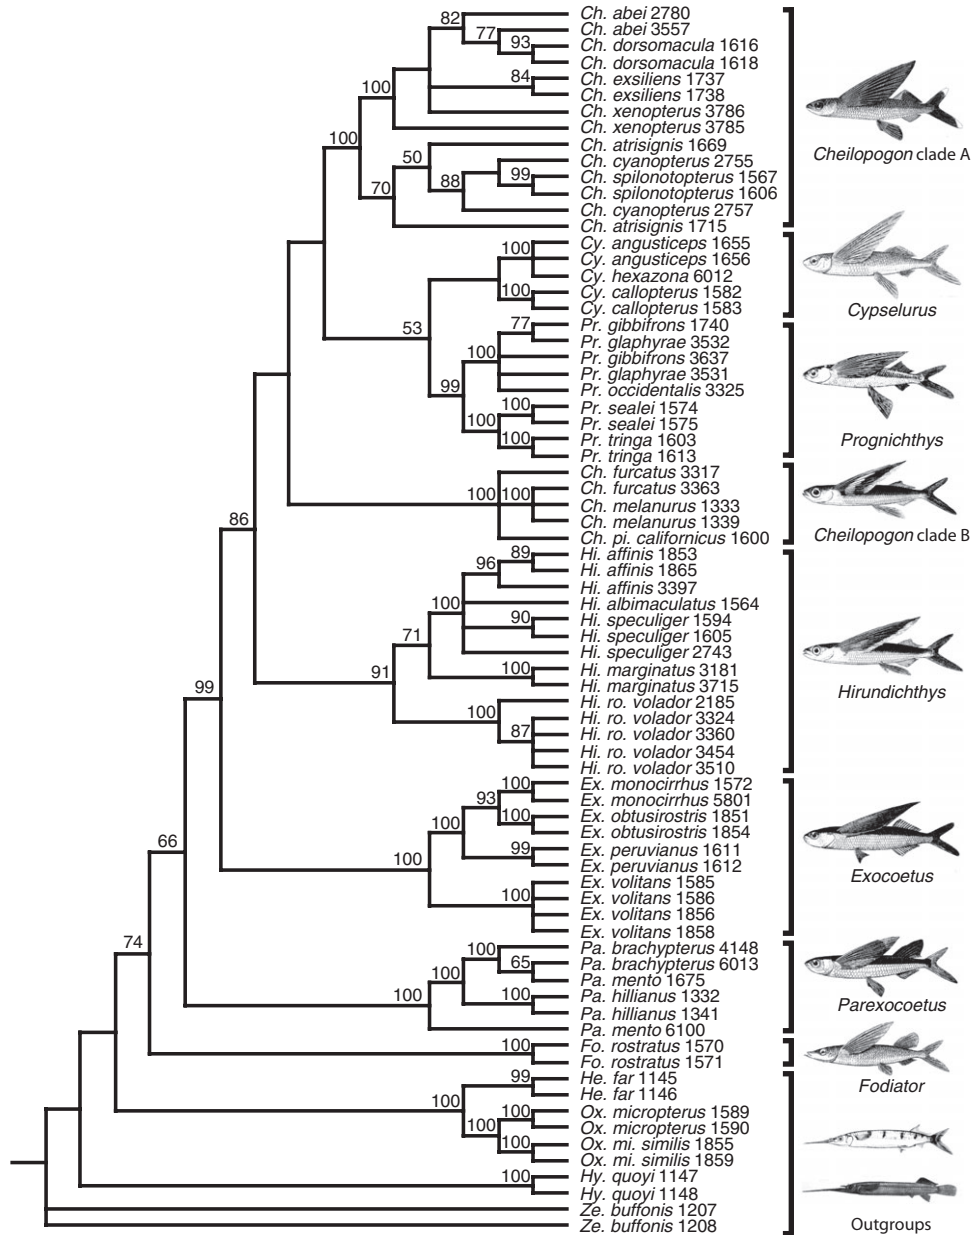 82
Ch. abei 2780
77
Ch. abei 3557
93
Ch. dorsomacula 1616
Ch. dorsomacula 1618
84
Ch. exsiliens 1737
100
Ch. exsiliens 1738
Ch. xenopterus 3786
Ch. xenopterus 3785
100
Ch. atrisignis 1669
50
Ch. cyanopterus 2755
99
Ch. spilonotopterus 1567
70
88
Ch. spilonotopterus 1606
Ch. cyanopterus 2757
Ch. atrisignis 1715
Cheilopogon clade A
100
Cy. angusticeps 1655
Cy. angusticeps 1656
Cy. hexazona 6012
100
Cy. callopterus 1582
Cy. callopterus 1583
Cypselurus
53
77
Pr. gibbifrons 1740
Pr. glaphyrae 3532
100
Pr. gibbifrons 3637
Pr. glaphyrae 3531
99
Pr. occidentalis 3325
100
Pr. sealei 1574
100
Pr. sealei 1575
100
Pr. tringa 1603
Pr. tringa 1613
Prognichthys
Ch. furcatus 3317
100
100
Ch. furcatus 3363
Ch. melanurus 1333
Ch. melanurus 1339
Ch. pi. californicus 1600
Cheilopogon clade B
86
89
Hi. affinis 1853
96
Hi. affinis 1865
Hi. affinis 3397
100
Hi. albimaculatus 1564
90
Hi. speculiger 1594
71
Hi. speculiger 1605
Hi. speculiger 2743
91
100
Hi. marginatus 3181
Hi. marginatus 3715
100
Hi. ro. volador 2185
Hi. ro. volador 3324
87
Hi. ro. volador 3360
Hi. ro. volador 3454
Hi. ro. volador 3510
Hirundichthys
99
100
Ex. monocirrhus 1572
93
Ex. monocirrhus 5801
100
Ex. obtusirostris 1851
100
Ex. obtusirostris 1854
99
Ex. peruvianus 1611
100
Ex. peruvianus 1612
Ex. volitans 1585
100
Ex. volitans 1586
Ex. volitans 1856
Ex. volitans 1858
Exocoetus
66
100
Pa. brachypterus 4148
65
Pa. brachypterus 6013
100
Pa. mento 1675
100
100
Pa. hillianus 1332
Pa. hillianus 1341
Pa. mento 6100
Parexocoetus
74
100
Fo. rostratus 1570
Fo. rostratus 1571
Fodiator
99
He. far 1145
He. far 1146
100
100
Ox. micropterus 1589
100
Ox. micropterus 1590
100
Ox. mi. similis 1855
Ox. mi. similis 1859
100
Hy. quoyi 1147
Hy. quoyi 1148
Ze. buffonis 1207
Ze. buffonis 1208
Outgroups